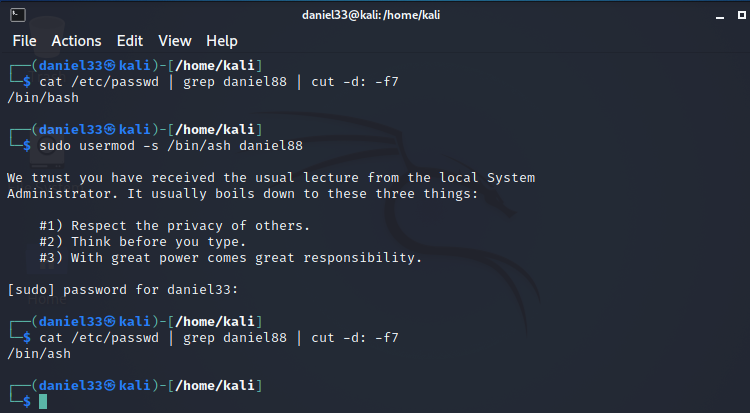 daniel33@kali: /home/kali
File Actions Edit View Help
┌──(daniel33㉿kali)-[/home/kali]
└─$ cat /etc/passwd | grep daniel88 | cut -d: -f7
/bin/bash
┌──(daniel33㉿kali)-[/home/kali]
└─$ sudo usermod -s /bin/ash daniel88
We trust you have received the usual lecture from the local System
Administrator. It usually boils down to these three things:
#1) Respect the privacy of others.
#2) Think before you type.
#3) With great power comes great responsibility.
[sudo] password for daniel33:
┌──(daniel33㉿kali)-[/home/kali]
└─$ cat /etc/passwd | grep daniel88 | cut -d: -f7
/bin/ash
┌──(daniel33㉿kali)-[/home/kali]
└─$